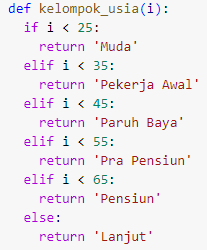 def kelompok_usia(i):
  if i < 25:
    return 'Muda'
  elif i < 35:
    return 'Pekerja Awal'
  elif i < 45:
    return 'Paruh Baya'
  elif i < 55:
    return 'Pra Pensiun'
  elif i < 65:
    return 'Pensiun'
  else:
    return 'Lanjut'